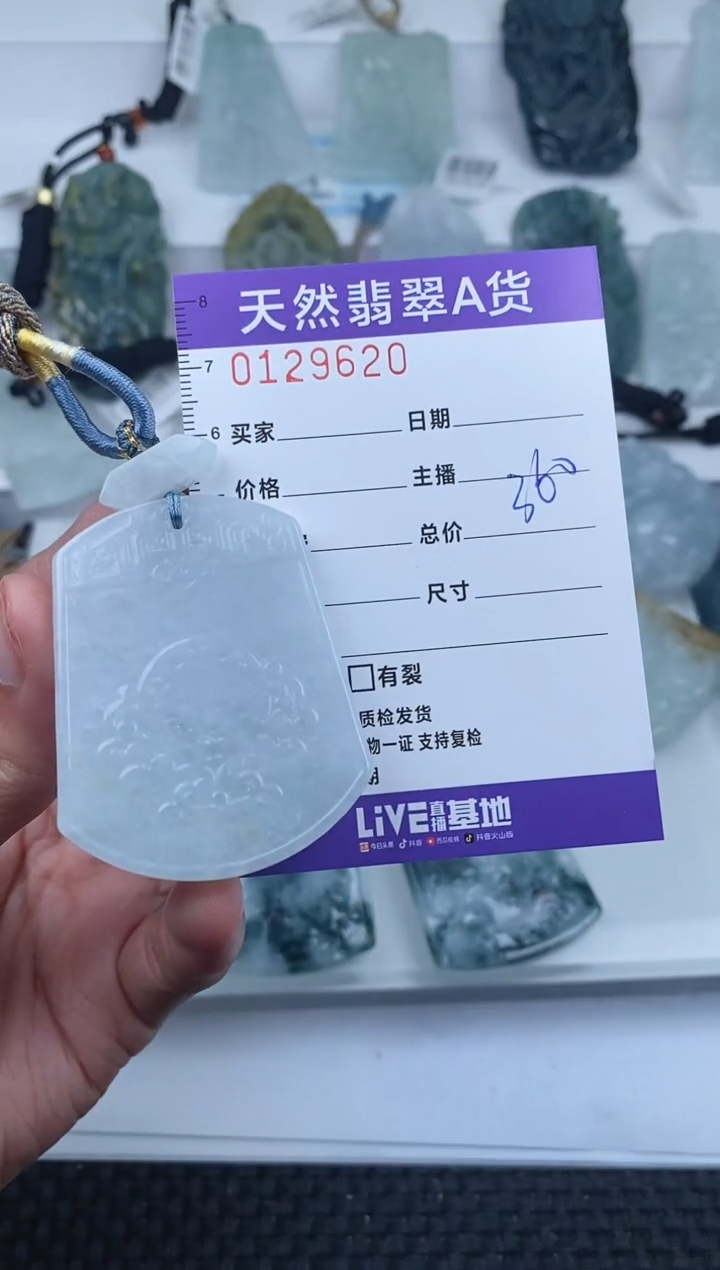 天然翡翠A货
8
7
0129620
6
买家 日期
价格 主播
360
总价
尺寸
有裂
质检发货
物一证 支持复检
期
LiVE直播基地
今日头条 抖音 西瓜视频 抖音火山版